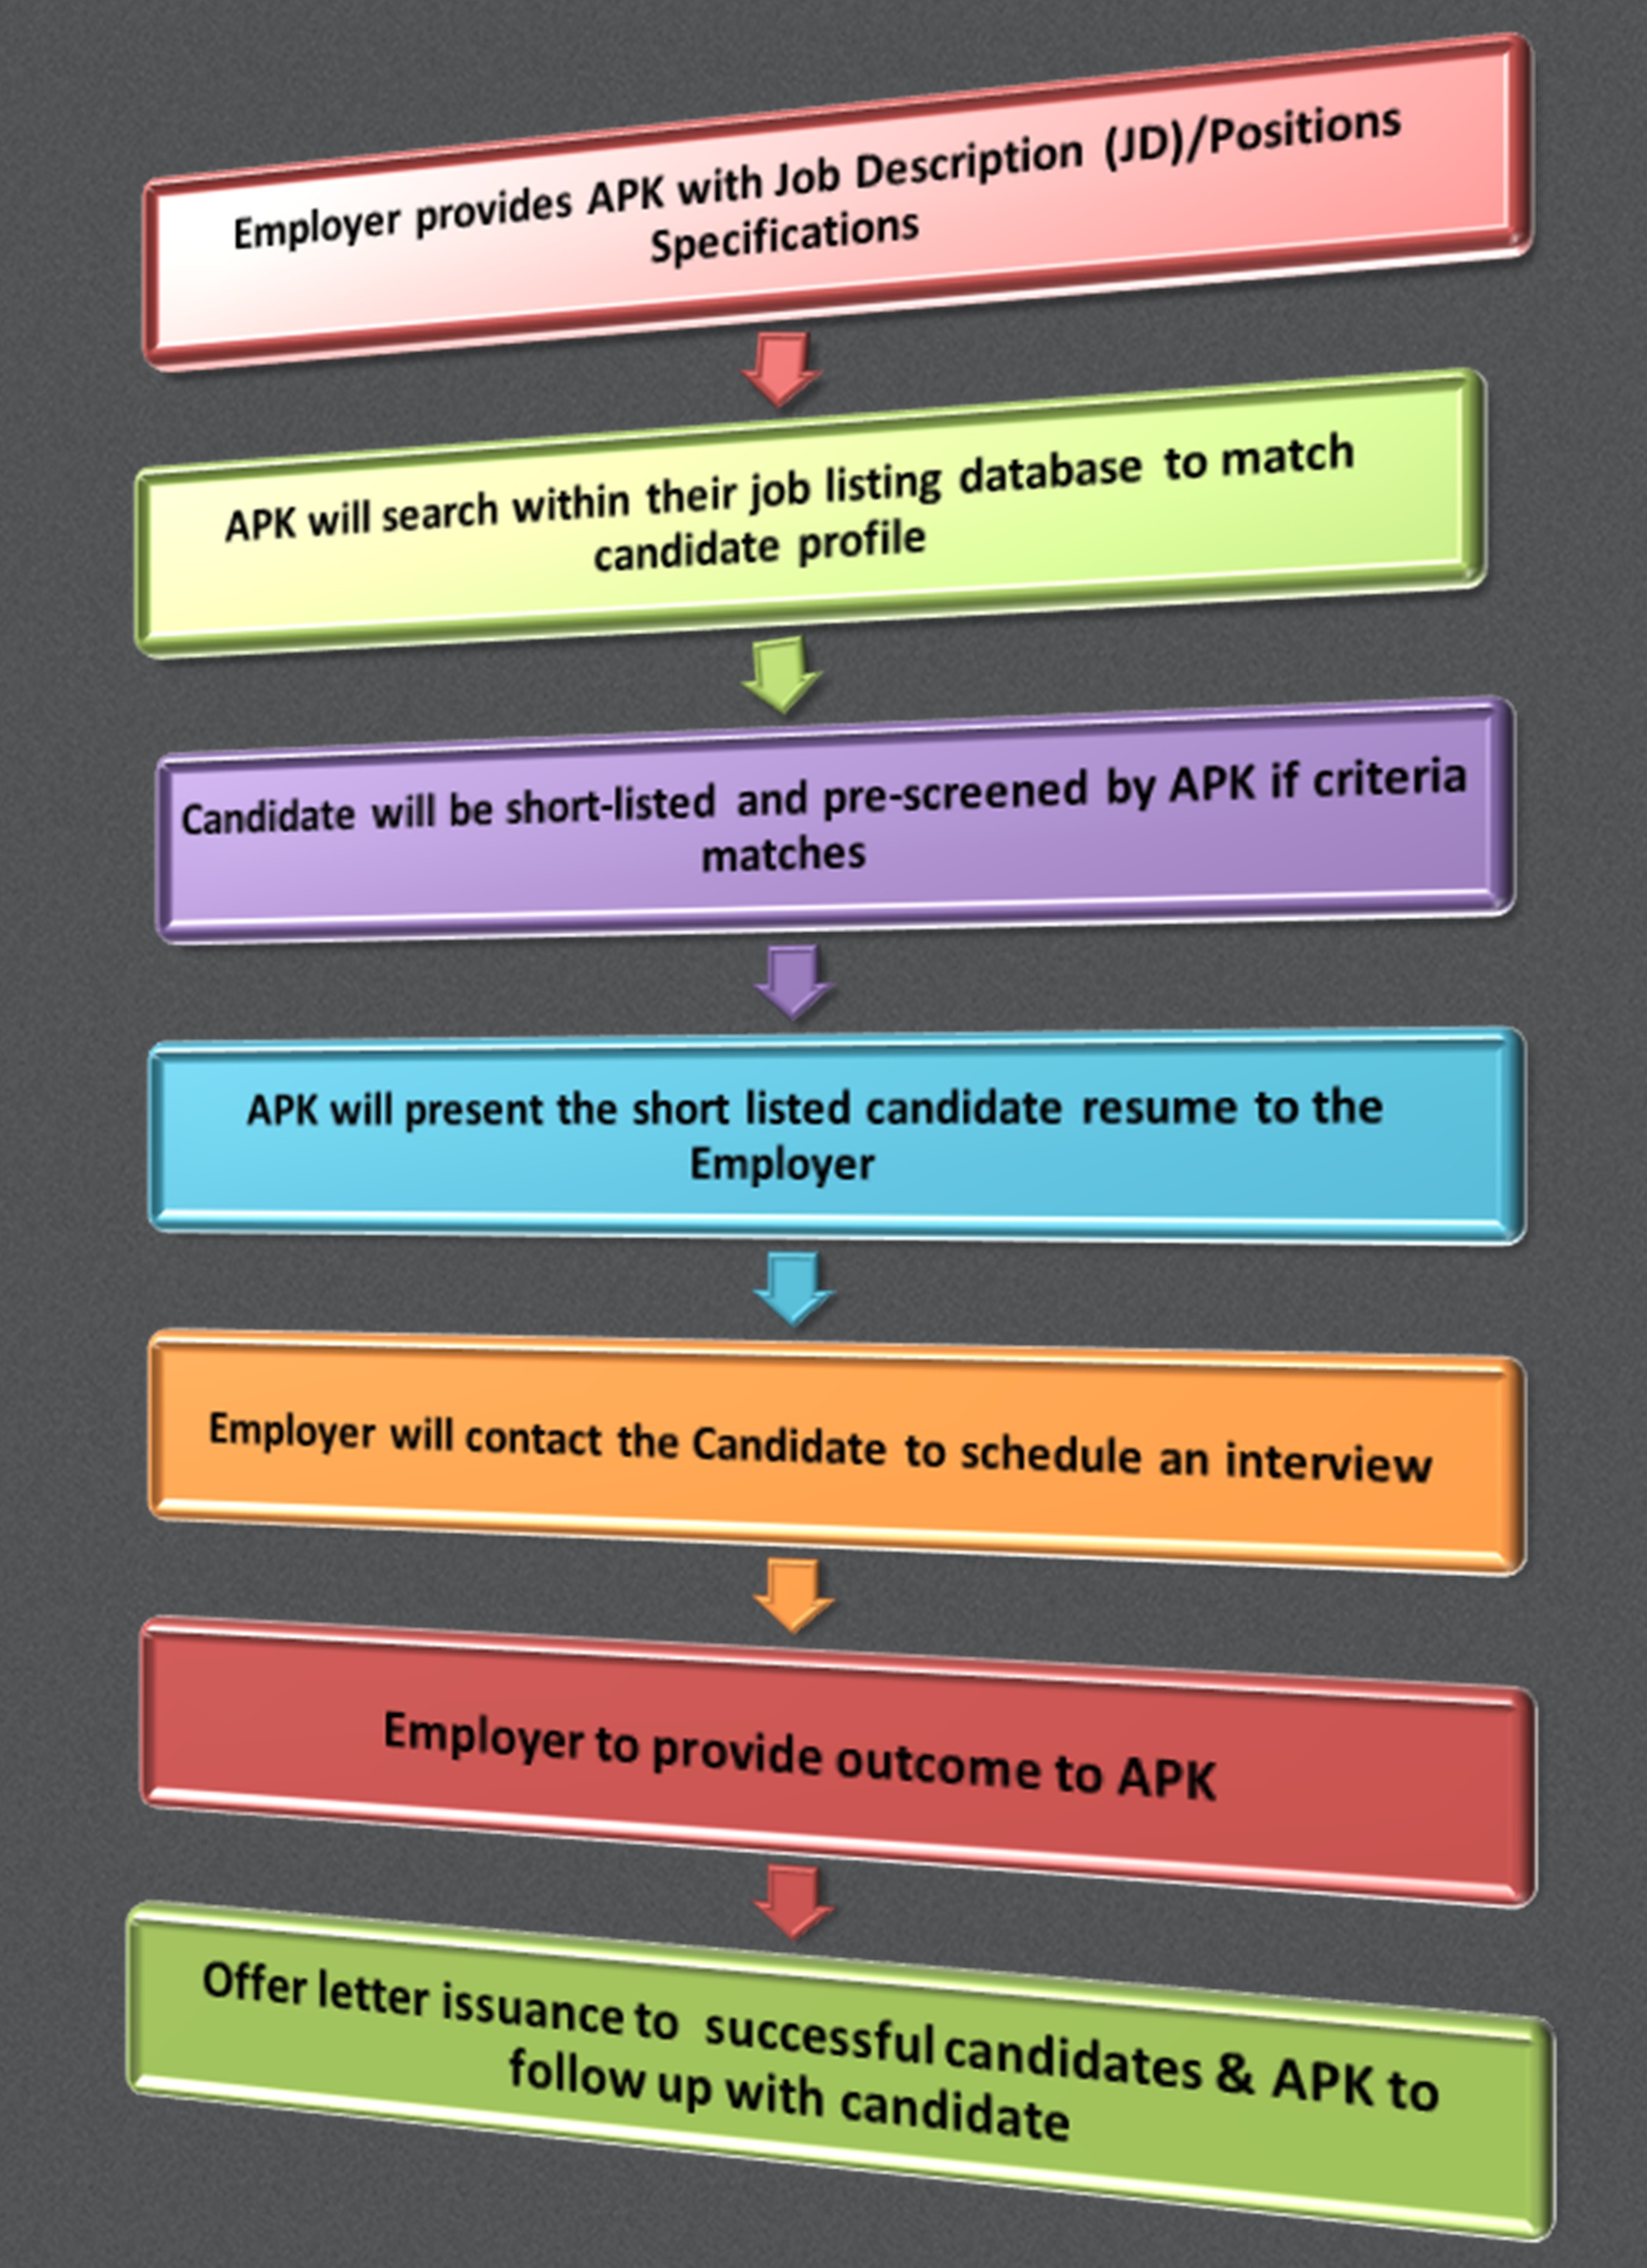 Employer provides APK with Job Description (JD)/Positions
Specifications
APK will search within their job listing database to match
candidate profile
Candidate will be short-listed and pre-screened by APK if criteria
matches
APK will present the short listed candidate resume to the
Employer
Employer will contact the Candidate to schedule an interview
Employer to provide outcome to APK
Offer letter issuance to successful candidates & APK to
follow up with candidate